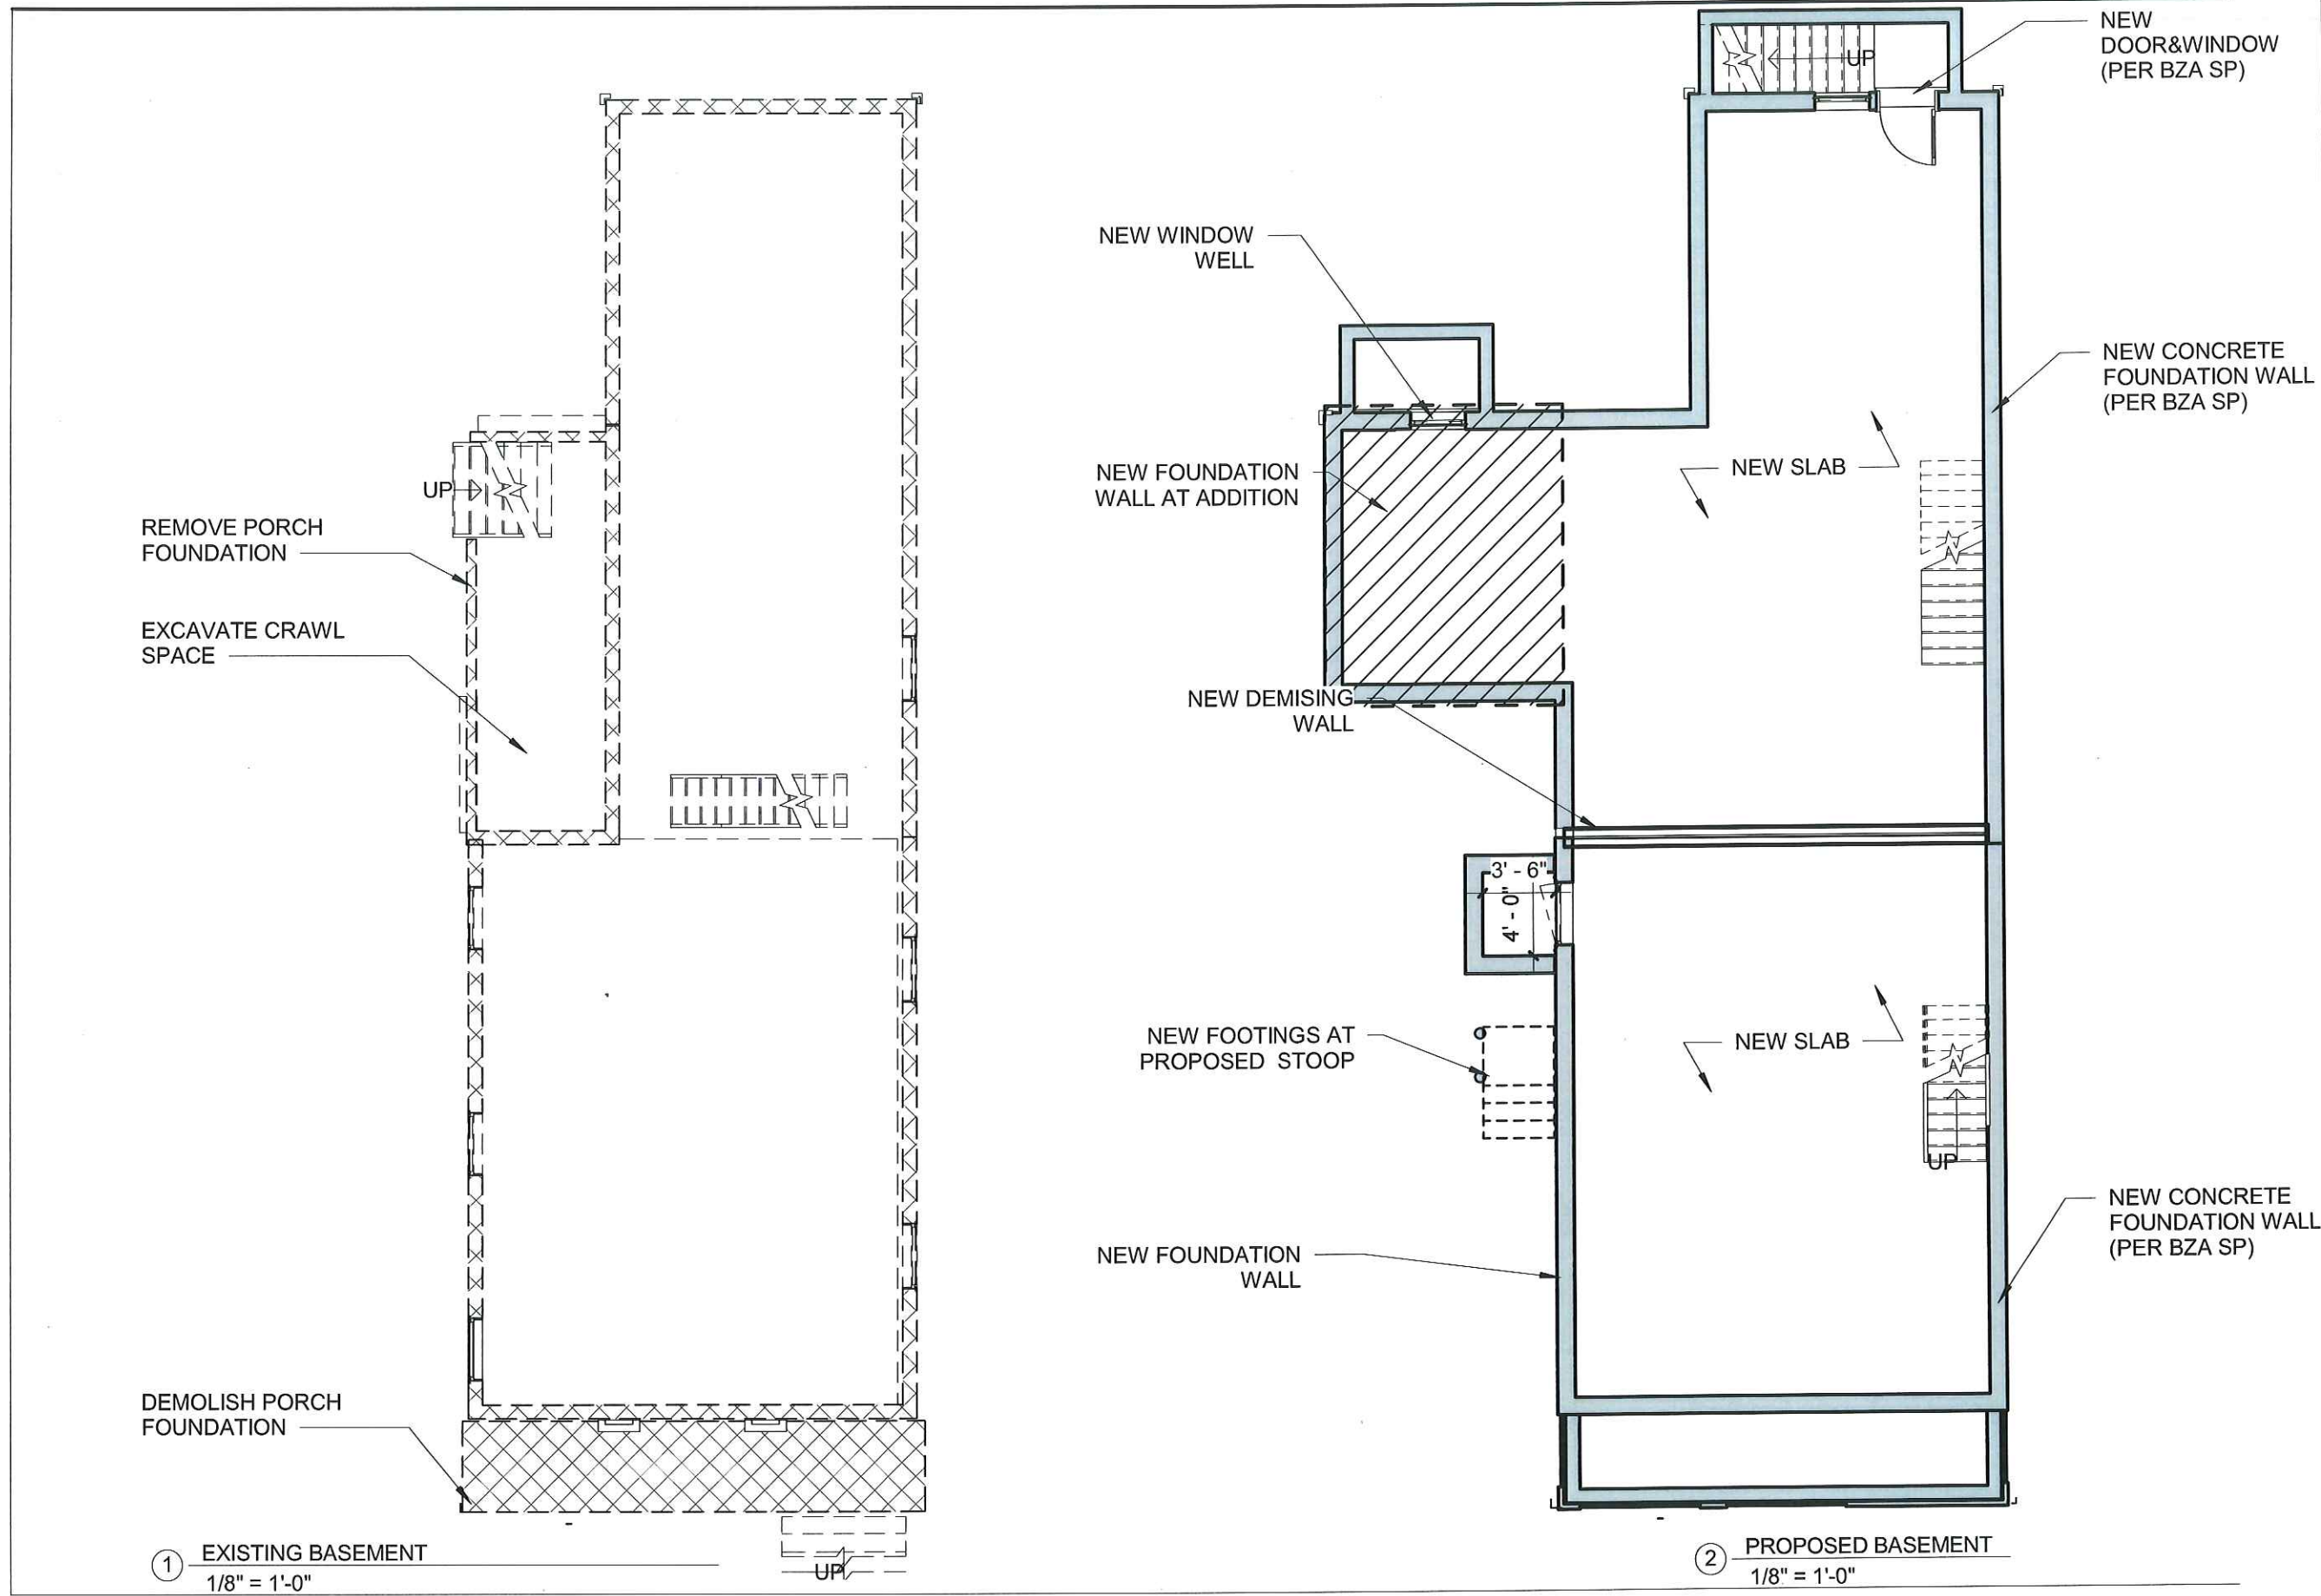 UP
REMOVE PORCH
FOUNDATION
EXCAVATE CRAWL
SPACE
DEMOLISH PORCH
FOUNDATION
UP
1 EXISTING BASEMENT
1/8" = 1'-0"
UP
NEW
DOOR&WINDOW
(PER BZA SP)
NEW WINDOW
WELL
NEW CONCRETE
FOUNDATION WALL
(PER BZA SP)
NEW FOUNDATION
WALL AT ADDITION
NEW SLAB
NEW DEMISING
WALL
3' - 6"
4' - 0"
NEW FOOTINGS AT
PROPOSED STOOP
NEW SLAB
UP
NEW CONCRETE
FOUNDATION WALL
(PER BZA SP)
NEW FOUNDATION
WALL
2 PROPOSED BASEMENT
1/8" = 1'-0"